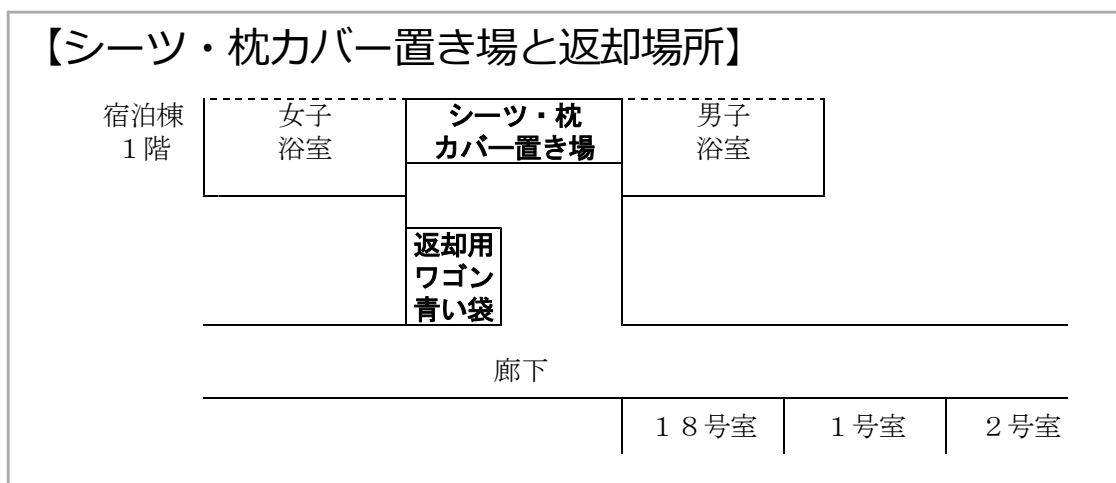 【シーツ・枕カバー置き場と返却場所】
宿泊棟
１階
女子
浴室
シーツ・枕
カバー置き場
男子
浴室
返却用
ワゴン
青い袋
廊下
１８号室
１号室
２号室